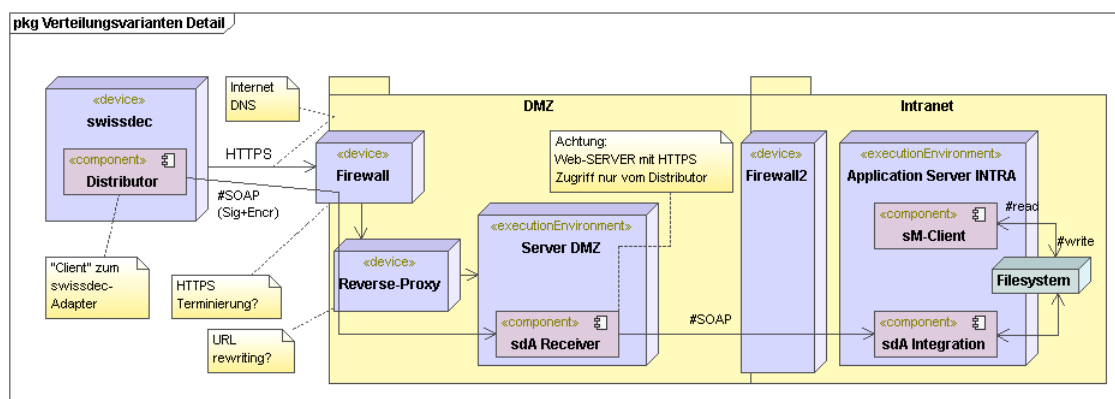 pkg Verteilungsvarianten Detail
«device»
swissdec
«component»
Distributor
Internet
DNS
HTTPS
#SOAP
(Sig+Encr)
"Client" zum
swissdec-
Adapter
HTTPS
Terminierung?
URL
rewriting?
DMZ
«device»
Firewall
«device»
Reverse-Proxy
Achtung:
Web-SERVER mit HTTPS
Zugriff nur vom Distributor
«executionEnvironment»
Server DMZ
«component»
sdA Receiver
#SOAP
«device»
Firewall2
Intranet
«executionEnvironment»
Application Server INTRA
«component»
sM-Client
#read
#write
Filesystem
«component»
sdA Integration